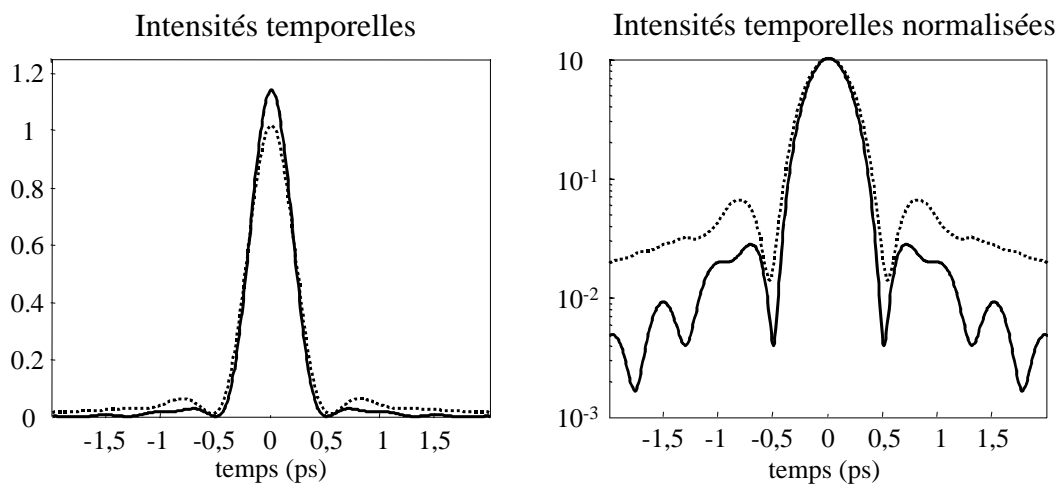 Intensités temporelles
1.2
1
0.8
0.6
0.4
0.2
0
-1,5 -1 -0,5 0 0,5 1 1,5
temps (ps)
Intensités temporelles normalisées
10
10-1
10-2
10-3
-1,5 -1 -0,5 0 0,5 1 1,5
temps (ps)